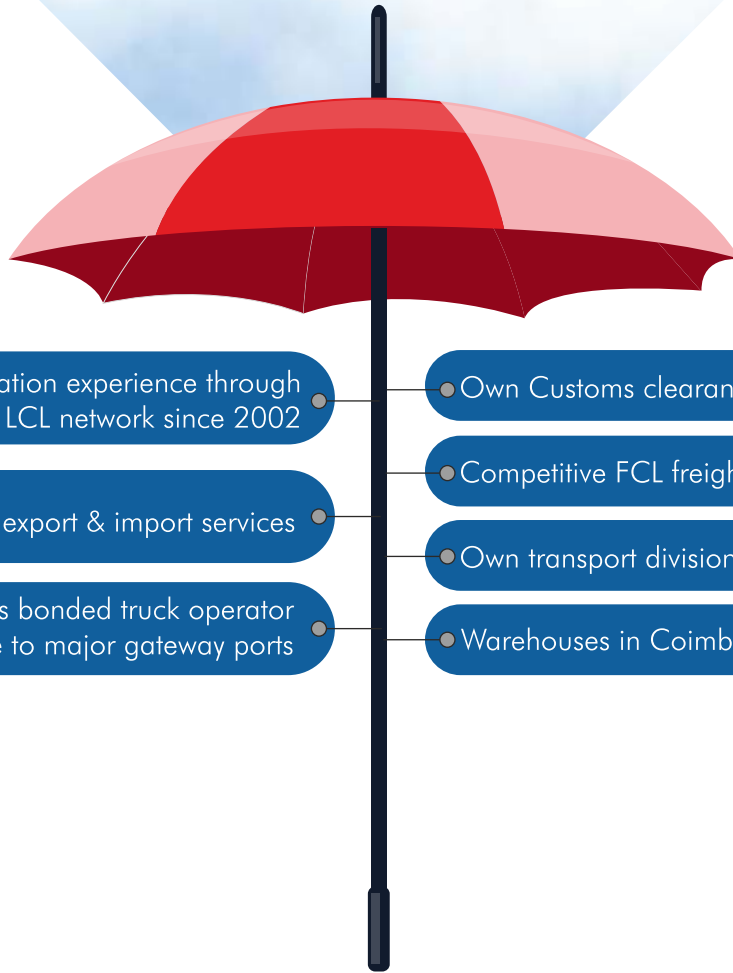 ation experience through
LCL network since 2002
export & import services
s bonded truck operator
e to major gateway ports
Own Customs clearan
Competitive FCL freigh
Own transport division
Warehouses in Coimb